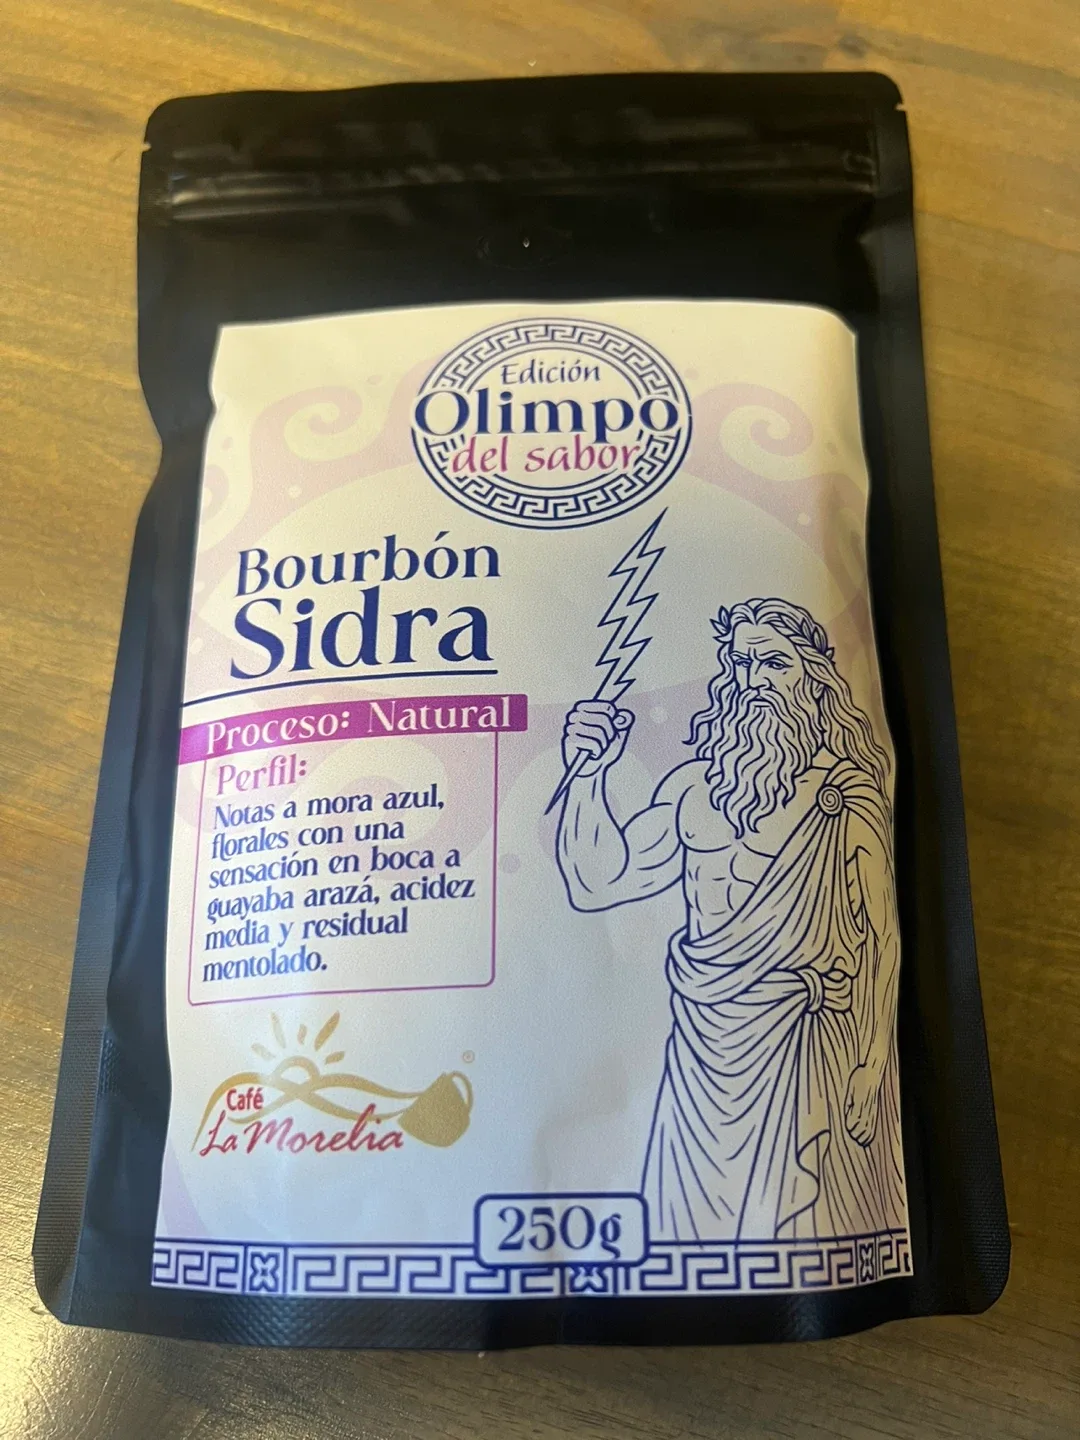 Edición
Olimpo
del sabor
Bourbón
Sidra
Proceso: Natural
Perfil:
Notas a mora azul,
florales con una
sensación en boca a
guayaba arazá, acidez
media y residual
mentolado.
®
Café
La Morelia
250g